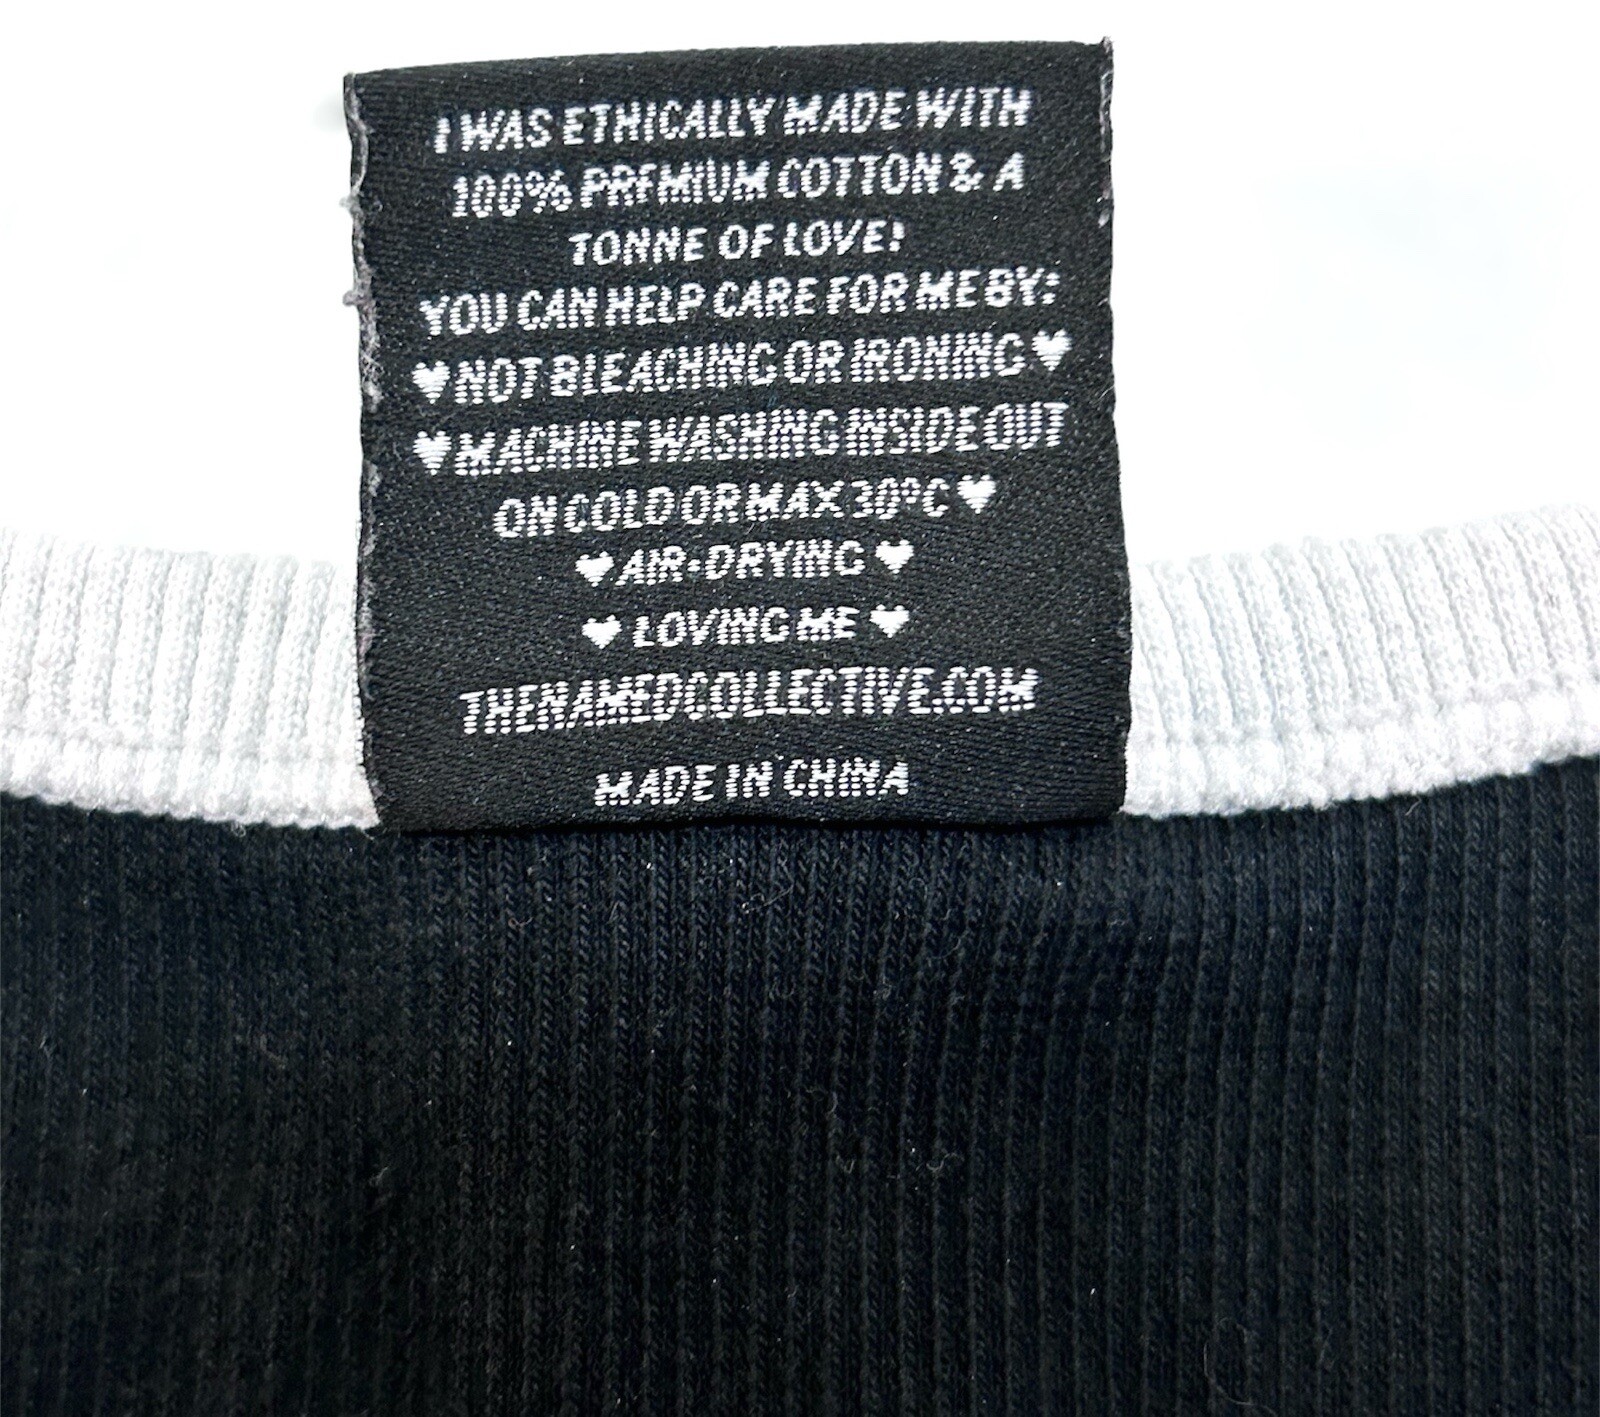 I WAS ETHICALLY MADE WITH
100% PREMIUM COTTON & A
TONNE OF LOVE!
YOU CAN HELP CARE FOR ME BY:
♥ NOT BLEACHING OR IRONING ♥
♥ MACHINE WASHING INSIDE OUT
ON COLD OR MAX 30ºC ♥
♥ AIR-DRYING ♥
♥ LOVING ME ♥
THENAMEDCOLLECTIVE.COM
MADE IN CHINA